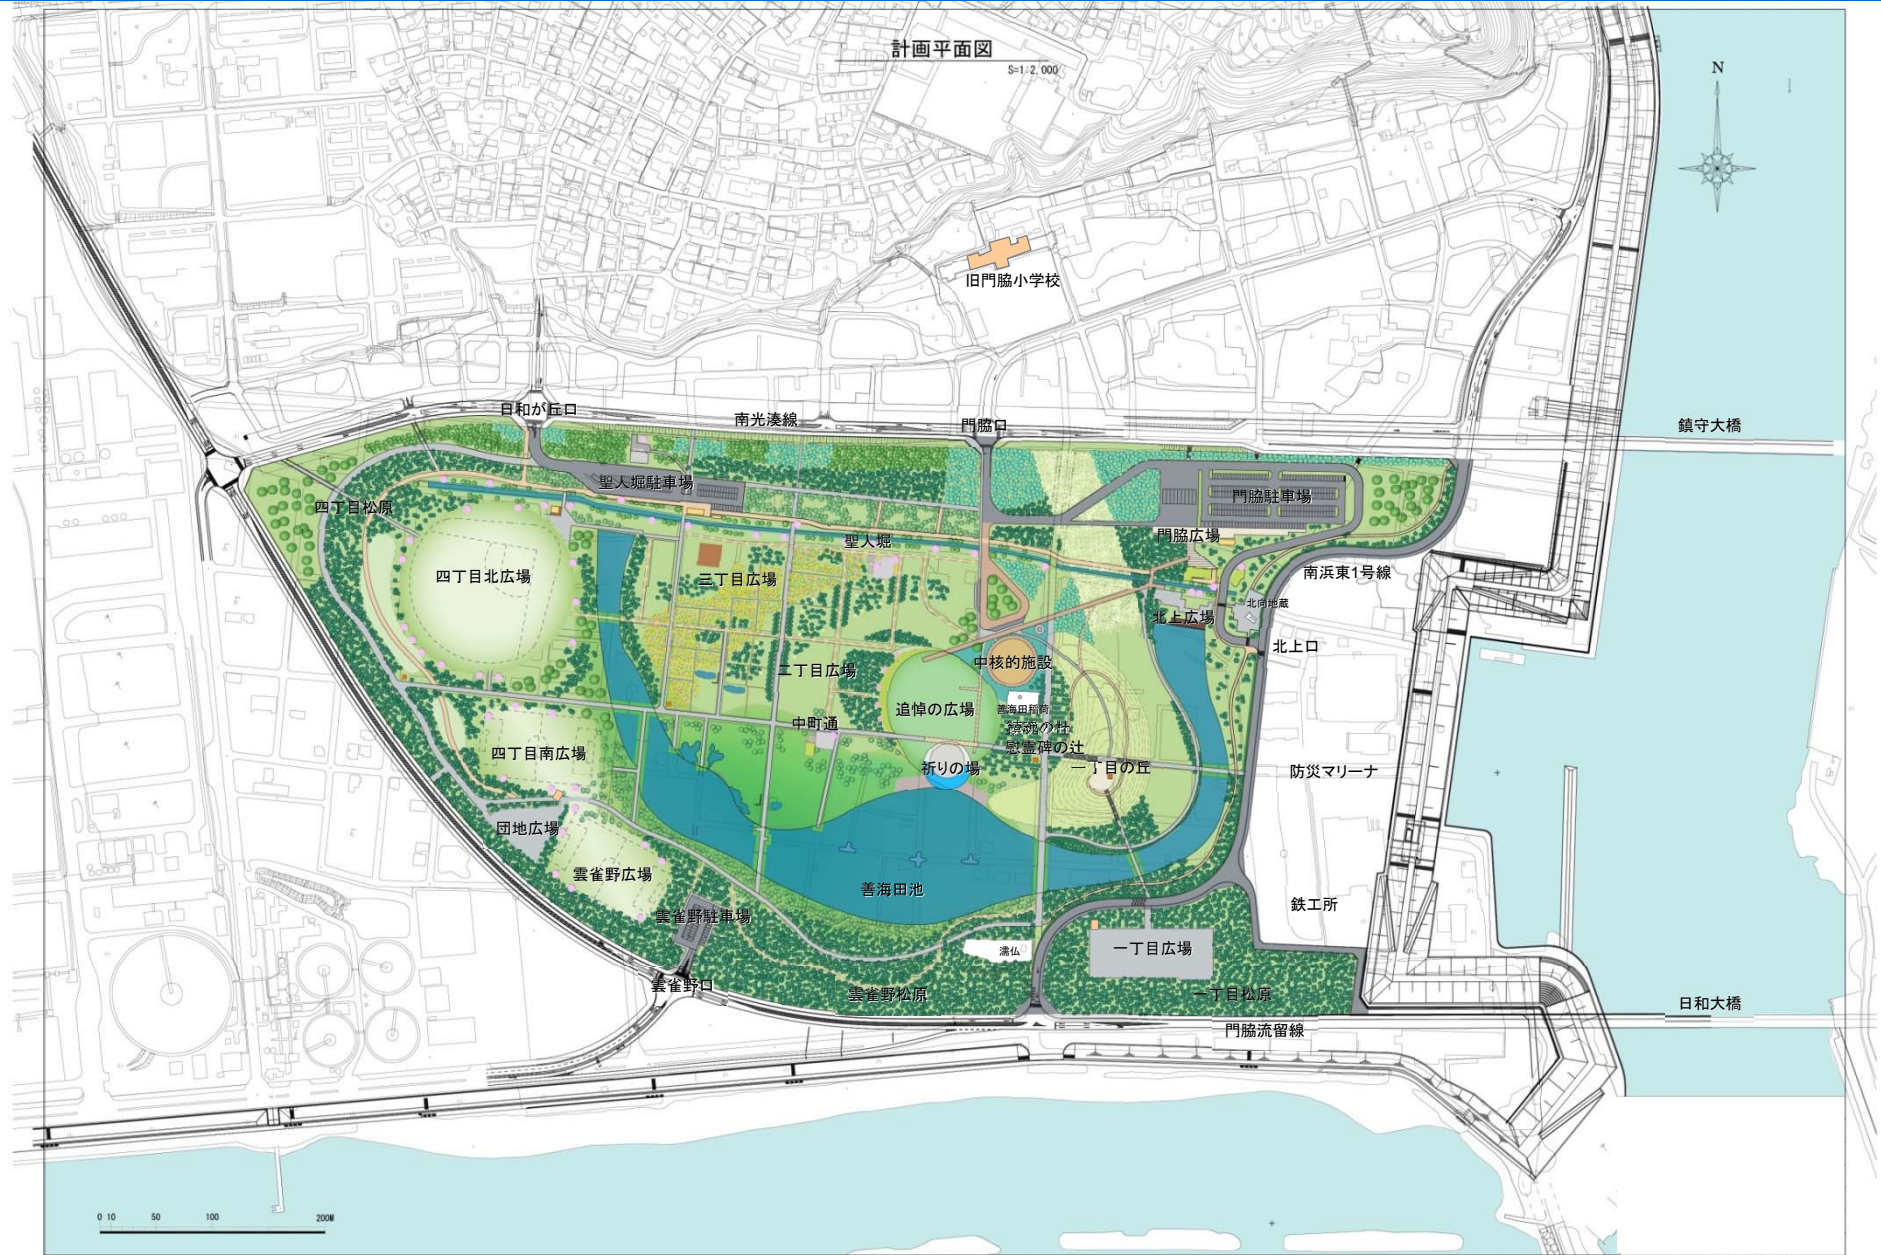 計画平面図
S=1:2,000
N
旧門脇小学校
日和が丘口
南光湊線
門脇口
鎮守大橋
聖人堀駐車場
門脇駐車場
四丁目松原
聖人堀
門脇広場
四丁目北広場
三丁目広場
南浜東1号線
北向地蔵
北上広場
北上口
中核的施設
二丁目広場
追悼の広場
善海田稲荷
中町通
鎮魂の杜
慰霊碑の辻
四丁目南広場
祈りの場
一丁目の丘
防災マリーナ
団地広場
雲雀野広場
善海田池
鉄工所
雲雀野駐車場
一丁目広場
濡仏
雲雀野口
雲雀野松原
一丁目松原
日和大橋
門脇流留線
0 10 50 100 200M